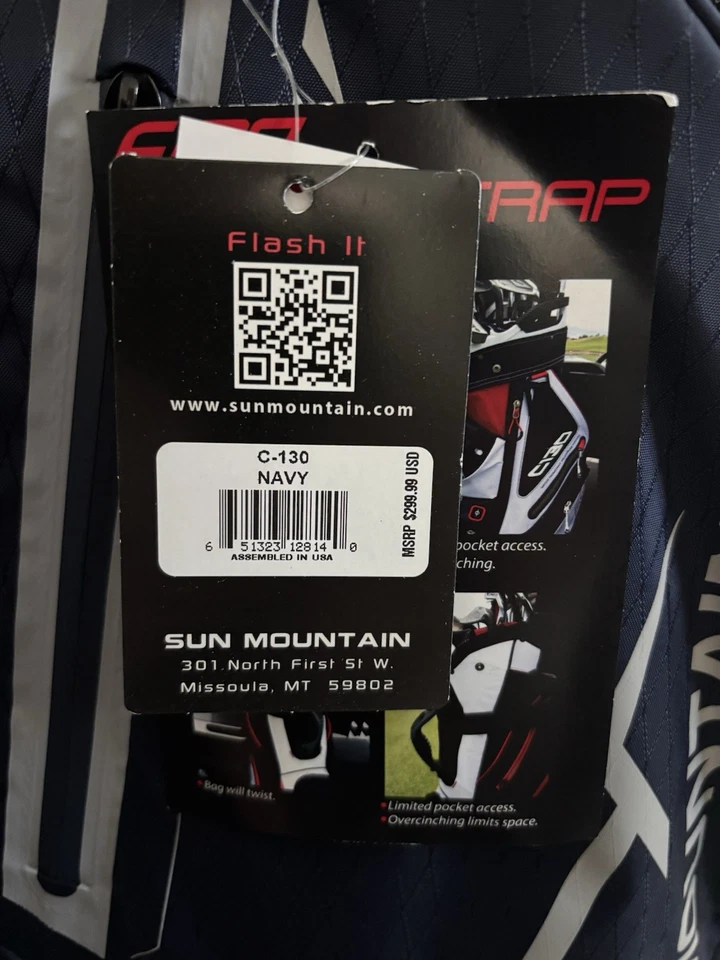 TRAP
Flash It
www.sunmountain.com
C-130
NAVY
MSRP $299.99 USD
6 51323 12814 0
ASSEMBLED IN USA
SUN MOUNTAIN
301.North First St W.
Missoula, MT 59802
C130
pocket access.
ching.
Bag will twist.
Limited pocket access.
Overcinching limits space.